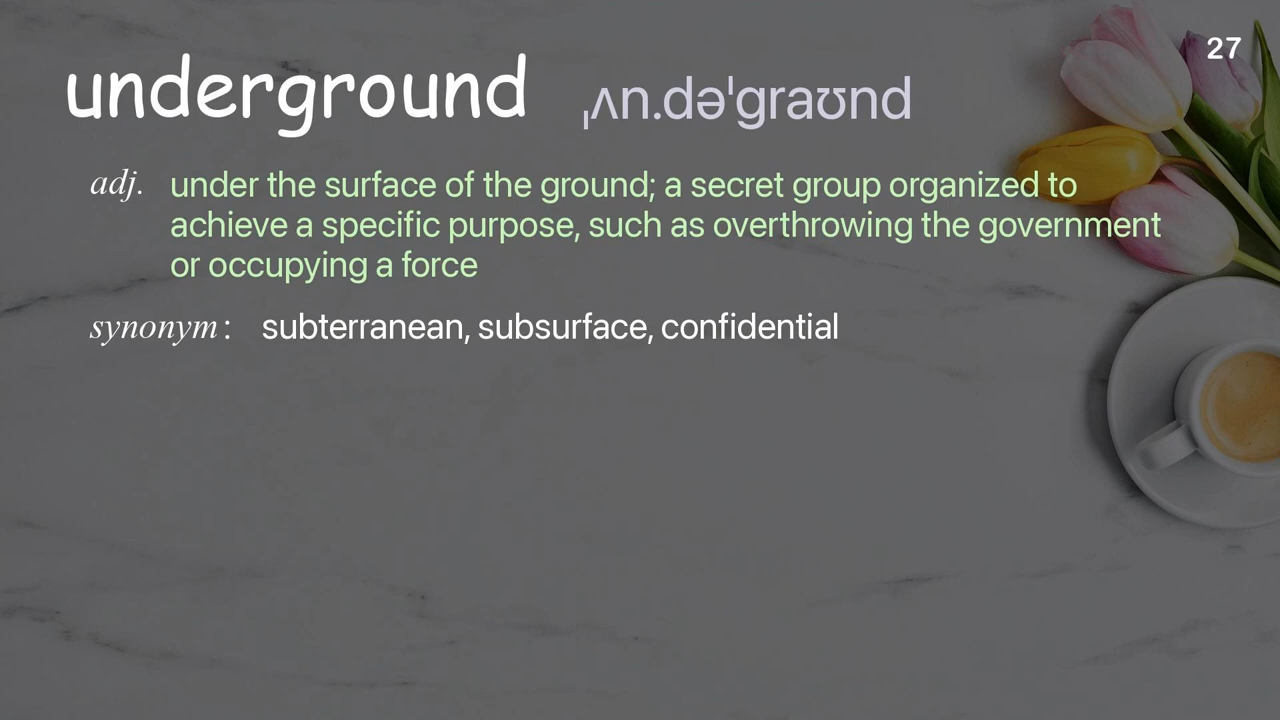 27
underground ˌʌn.dəˈɡraʊnd
adj. under the surface of the ground; a secret group organized to
achieve a specific purpose, such as overthrowing the government
or occupying a force
synonym: subterranean, subsurface, confidential